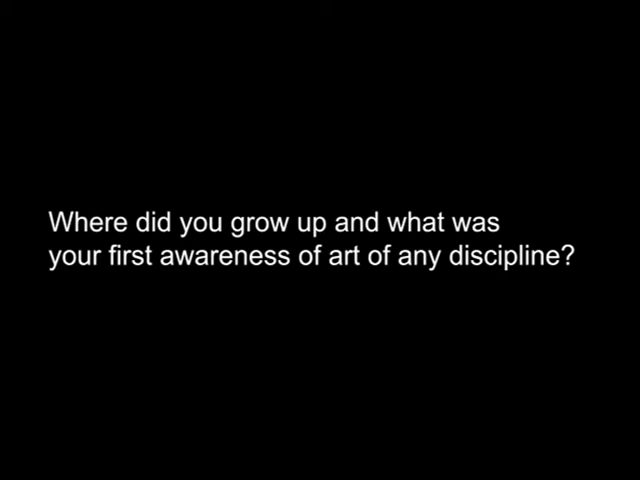 Where did you grow up and what was
your first awareness of art of any discipline?